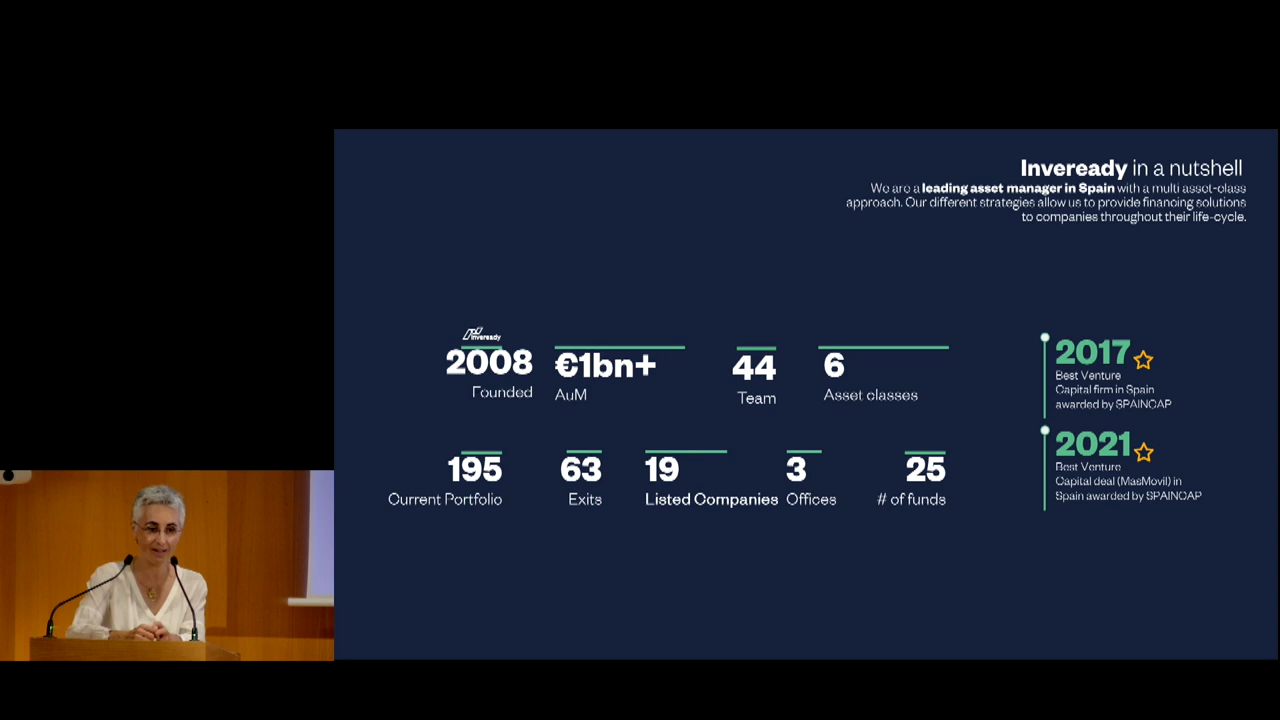 Inveready in a nutshell
We are a leading asset manager in Spain with a multi asset-class
approach. Our different strategies allow us to provide financing solutions
to companies throughout their life-cycle.
inveready
2008
Founded
€1bn+
AuM
44
Team
6
Asset classes
195
Current Portfolio
63
Exits
19
Listed Companies
3
Offices
25
# of funds
2017
Best Venture
Capital firm in Spain
awarded by SPAINCAP
2021
Best Venture
Capital deal (MasMovil) in
Spain awarded by SPAINCAP